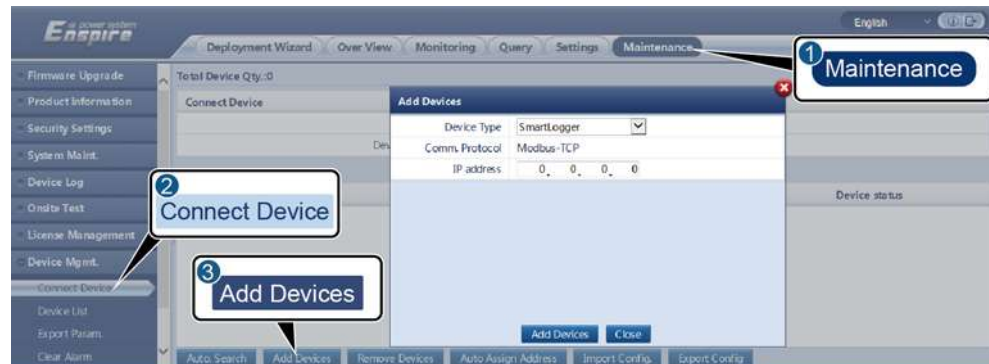 Enspire
English
Deployment Wizard Over View Monitoring Query Settings Maintenance
1 Maintenance
Firmware Upgrade
Product Information
Security Settings
System Maint.
Device Log
Onsite Test
License Management
Device Mgmt.
Connect Device
Device List
Export Param.
Clear Alarm
Total Device Qty.:0
Connect Device
Dev
Device status
Add Devices
Device Type SmartLogger
Comm. Protocol Modbus-TCP
IP address 0. 0. 0. 0
Add Devices Close
2 Connect Device
3 Add Devices
Auto. Search Add Devices Remove Devices Auto Assign Address Import Config. Export Config